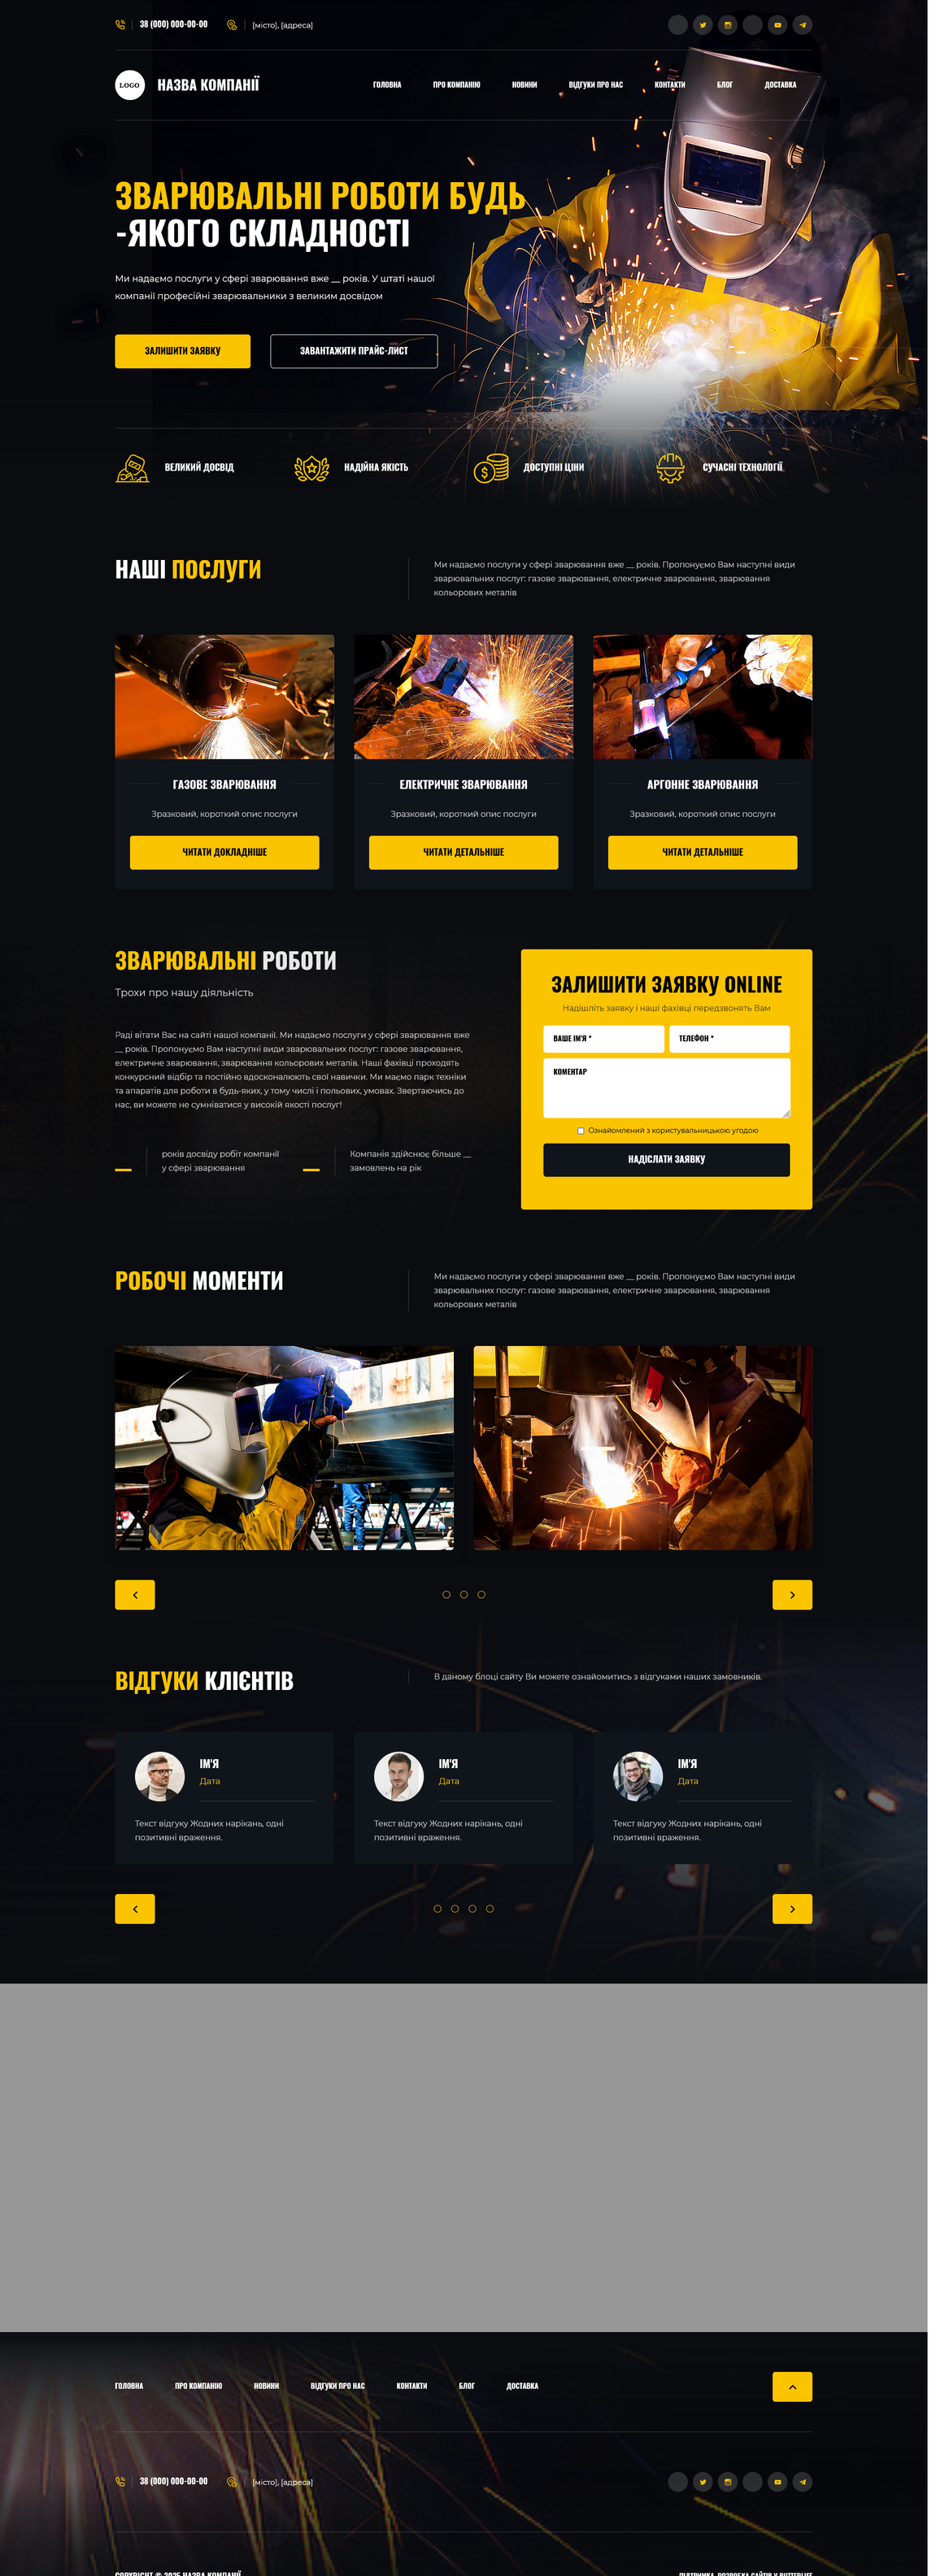 38 (000) 000-00-00
[місто], [адреса]
LOGO
НАЗВА КОМПАНІЇ
ГОЛОВНА
ПРО КОМПАНІЮ
НОВИНИ
ВІДГУКИ ПРО НАС
КОНТАКТИ
БЛОГ
ДОСТАВКА
ЗВАРЮВАЛЬНІ РОБОТИ БУДЬ
-ЯКОГО СКЛАДНОСТІ
Ми надаємо послуги у сфері зварювання вже __ років. У штаті нашої
компанії професійні зварювальники з великим досвідом
ЗАЛИШИТИ ЗАЯВКУ
ЗАВАНТАЖИТИ ПРАЙС-ЛИСТ
ВЕЛИКИЙ ДОСВІД
НАДІЙНА ЯКІСТЬ
ДОСТУПНІ ЦІНИ
СУЧАСНІ ТЕХНОЛОГІЇ
НАШІ ПОСЛУГИ
Ми надаємо послуги у сфері зварювання вже __ років. Пропонуємо Вам наступні види
зварювальних послуг: газове зварювання, електричне зварювання, зварювання
кольорових металів
ГАЗОВЕ ЗВАРЮВАННЯ
Зразковий, короткий опис послуги
ЧИТАТИ ДОКЛАДНІШЕ
ЕЛЕКТРИЧНЕ ЗВАРЮВАННЯ
Зразковий, короткий опис послуги
ЧИТАТИ ДЕТАЛЬНІШЕ
АРГОННЕ ЗВАРЮВАННЯ
Зразковий, короткий опис послуги
ЧИТАТИ ДЕТАЛЬНІШЕ
ЗВАРЮВАЛЬНІ РОБОТИ
Трохи про нашу діяльність
Раді вітати Вас на сайті нашої компанії. Ми надаємо послуги у сфері зварювання вже
__ років. Пропонуємо Вам наступні види зварювальних послуг: газове зварювання,
електричне зварювання, зварювання кольорових металів. Наші фахівці проходять
конкурсний відбір та постійно вдосконалюють свої навички. Ми маємо парк техніки
та апаратів для роботи в будь-яких, у тому числі і польових, умовах. Звертаючись до
нас, ви можете не сумніватися у високій якості послуг!
__
років досвіду робіт компанії
у сфері зварювання
__
Компанія здійснює більше __
замовлень на рік
ЗАЛИШИТИ ЗАЯВКУ ONLINE
Надішліть заявку і наші фахівці передзвонять Вам
ВАШЕ ІМ'Я *
ТЕЛЕФОН *
КОМЕНТАР
Ознайомлений з користувальницькою угодою
НАДІСЛАТИ ЗАЯВКУ
РОБОЧІ МОМЕНТИ
Ми надаємо послуги у сфері зварювання вже __ років. Пропонуємо Вам наступні види
зварювальних послуг: газове зварювання, електричне зварювання, зварювання
кольорових металів
ВІДГУКИ КЛІЄНТІВ
В даному блоці сайту Ви можете ознайомитись з відгуками наших замовників.
ІМ'Я
Дата
Текст відгуку Жодних нарікань, одні
позитивні враження.
ІМ'Я
Дата
Текст відгуку Жодних нарікань, одні
позитивні враження.
ІМ'Я
Дата
Текст відгуку Жодних нарікань, одні
позитивні враження.
ГОЛОВНА
ПРО КОМПАНІЮ
НОВИНИ
ВІДГУКИ ПРО НАС
КОНТАКТИ
БЛОГ
ДОСТАВКА
38 (000) 000-00-00
[місто], [адреса]
COPYRIGHT © 2025 НАЗВА КОМПАНІЇ
ПІДТРИМКА, РОЗРОБКА САЙТІВ У BUTTERLIFE